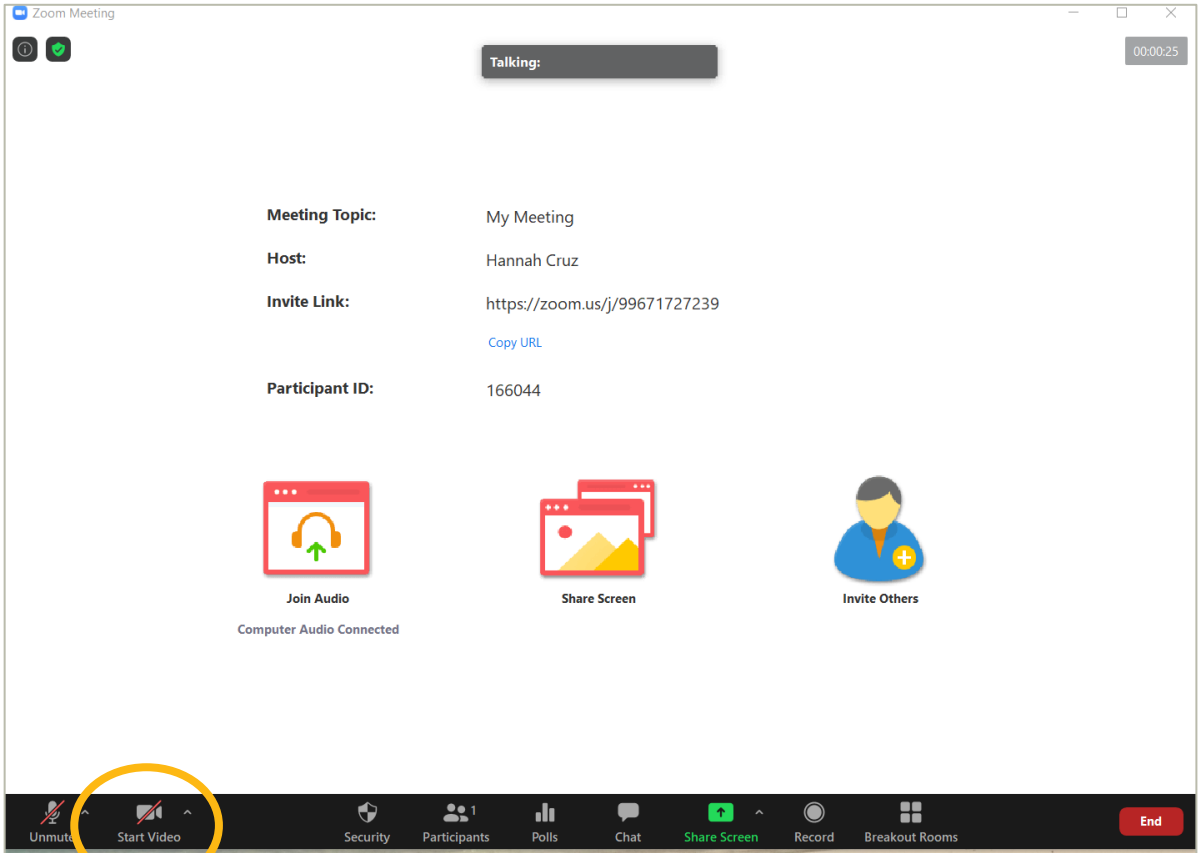 Zoom Meeting
Talking:
00:00:25
Meeting Topic: My Meeting
Host: Hannah Cruz
Invite Link: https://zoom.us/j/99671727239
Copy URL
Participant ID: 166044
Join Audio Share Screen Invite Others
Computer Audio Connected
Unmute Start Video Security Participants 1 Polls Chat Share Screen Record Breakout Rooms End